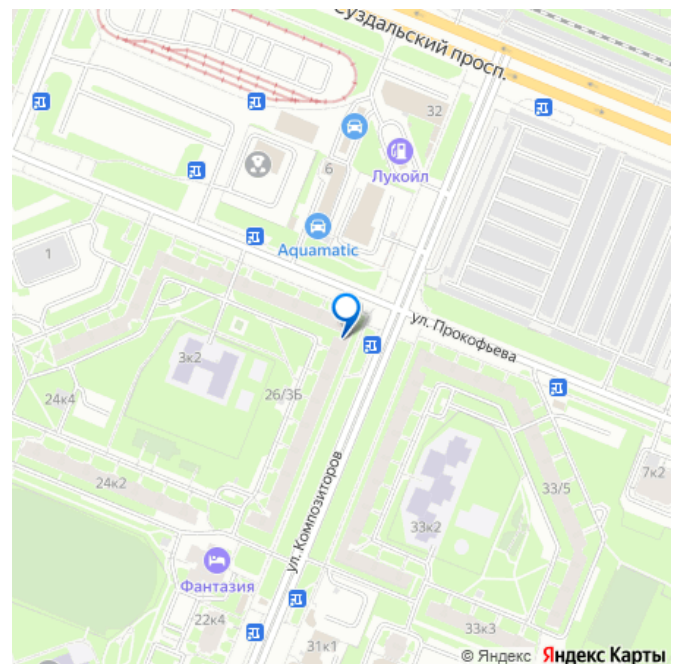 Суздальский просп.
32
Лукойл
6
Aquamatic
1
ул. Прокофьева
3к2
26/3Б
24к4
7к2
24к2
33/5
ул. Композиторов
33к2
Фантазия
22к4
33к3
31к1
© Яндекс Яндекс Карты